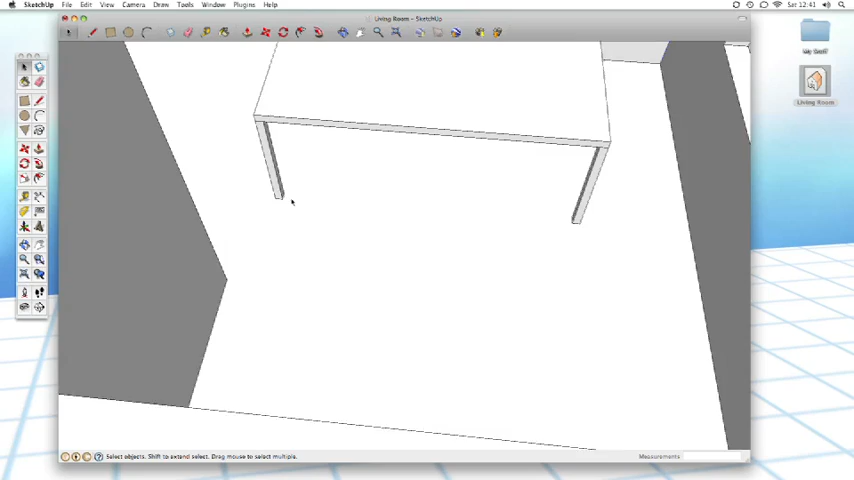 SketchUp File Edit View Camera Draw Tools Window Plugins Help
Sat 12:41
Living Room - SketchUp
My Stuff
Living Room
Select objects. Shift to extend select. Drag mouse to select multiple.
Measurements